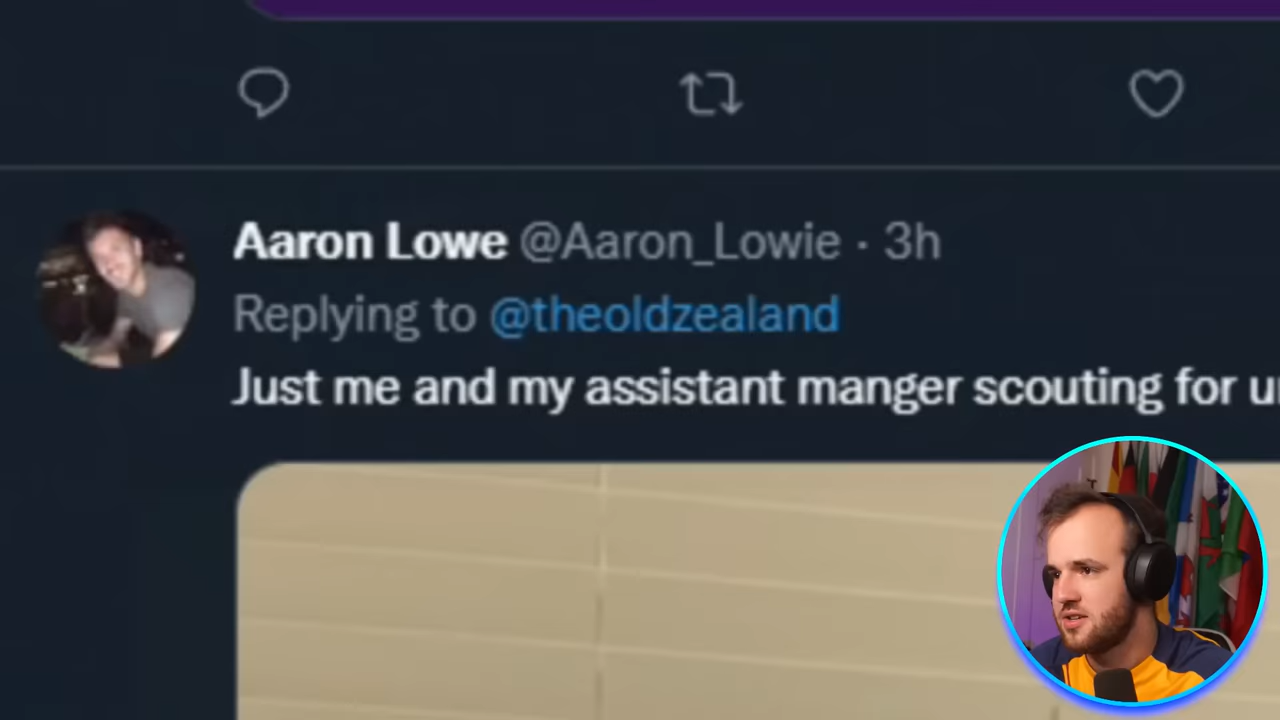 Aaron Lowe @Aaron_Lowie · 3h
Replying to @theoldzealand
Just me and my assistant manger scouting for